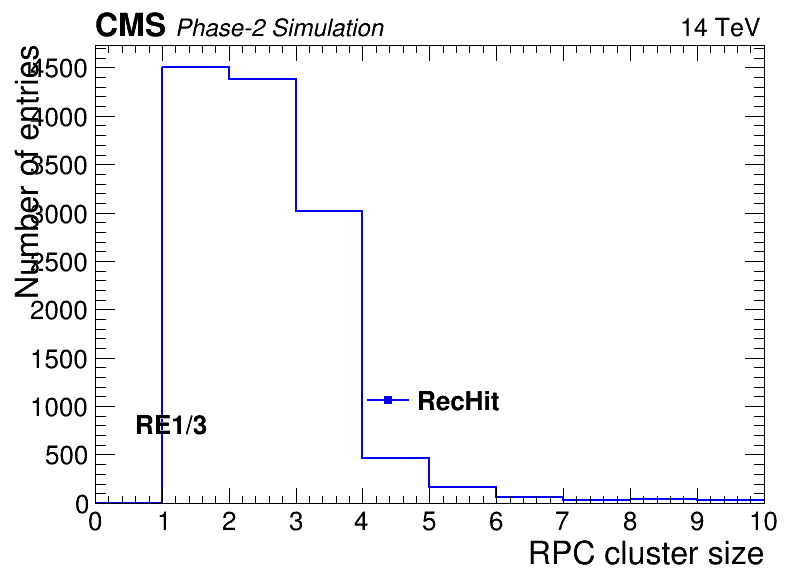 CMS Phase-2 Simulation 14 TeV
Number of entries
4500
4000
3500
3000
2500
2000
1500
1000
500
0
RecHit
RE1/3
0 1 2 3 4 5 6 7 8 9 10
RPC cluster size